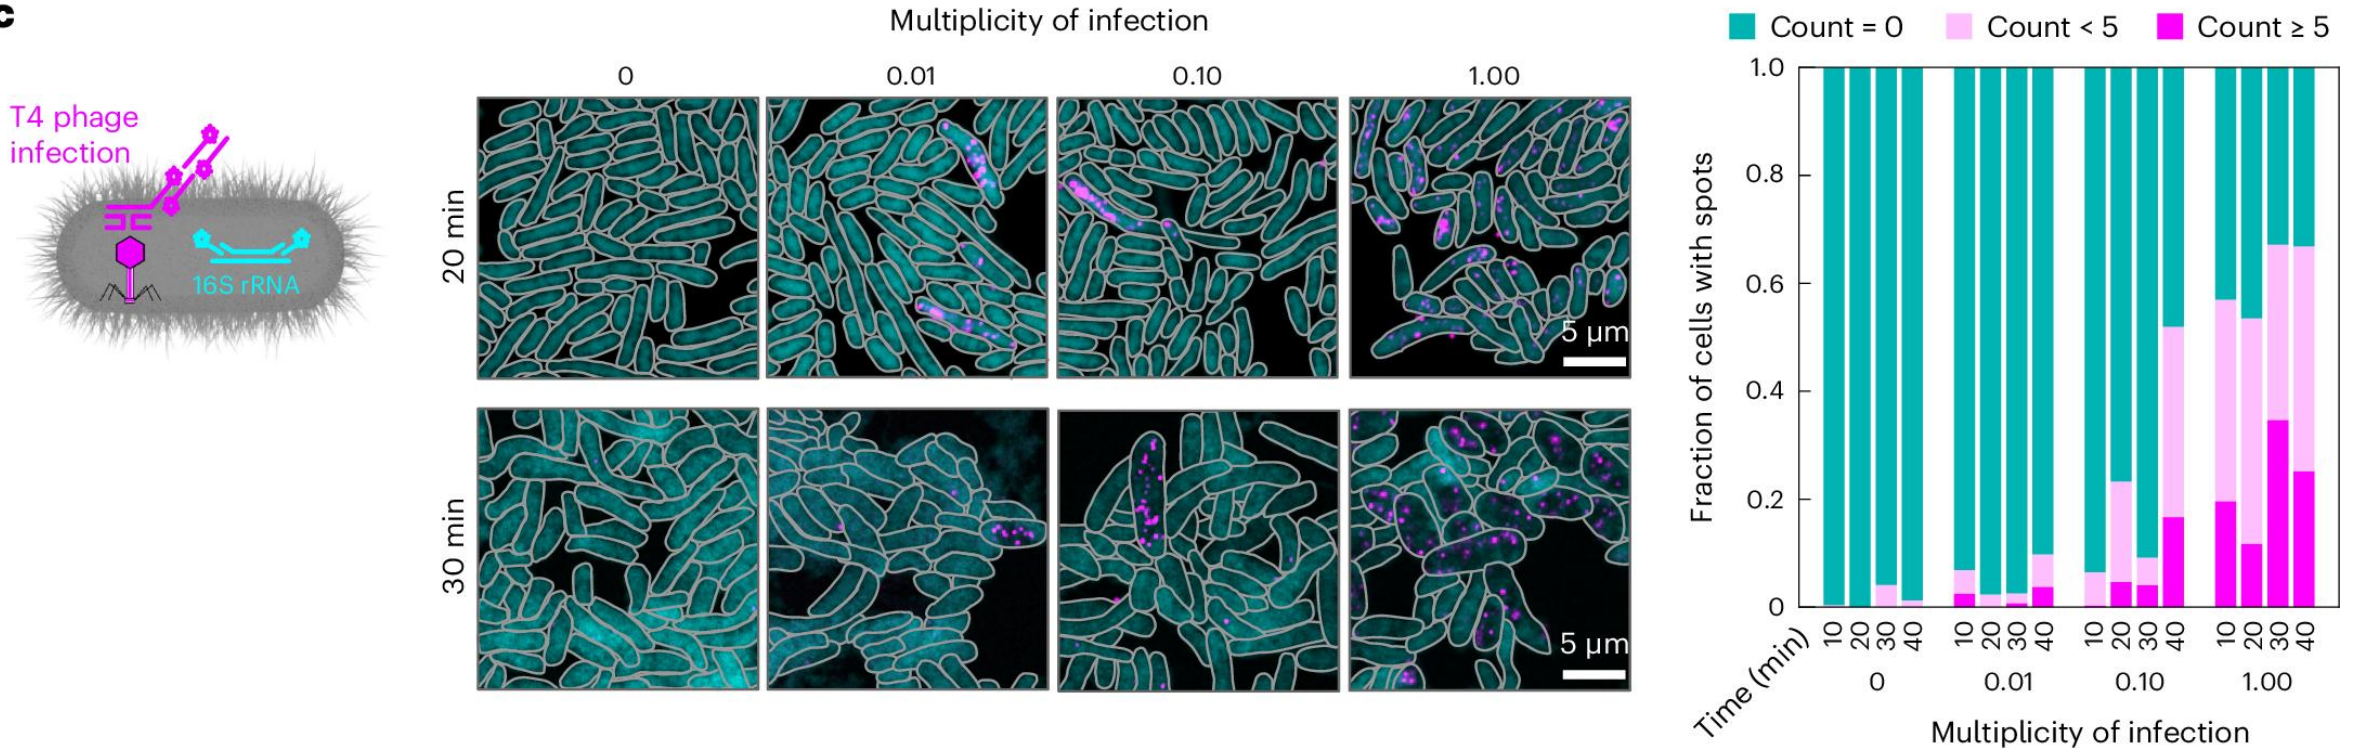 c
T4 phage
infection
16S rRNA
Multiplicity of infection
0
0.01
0.10
1.00
20 min
5 µm
30 min
5 µm
Count = 0
Count < 5
Count ≥ 5
Fraction of cells with spots
1.0
0.8
0.6
0.4
0.2
0
Time (min)
10 20 30 40 10 20 30 40 10 20 30 40 10 20 30 40
0 0.01 0.10 1.00
Multiplicity of infection